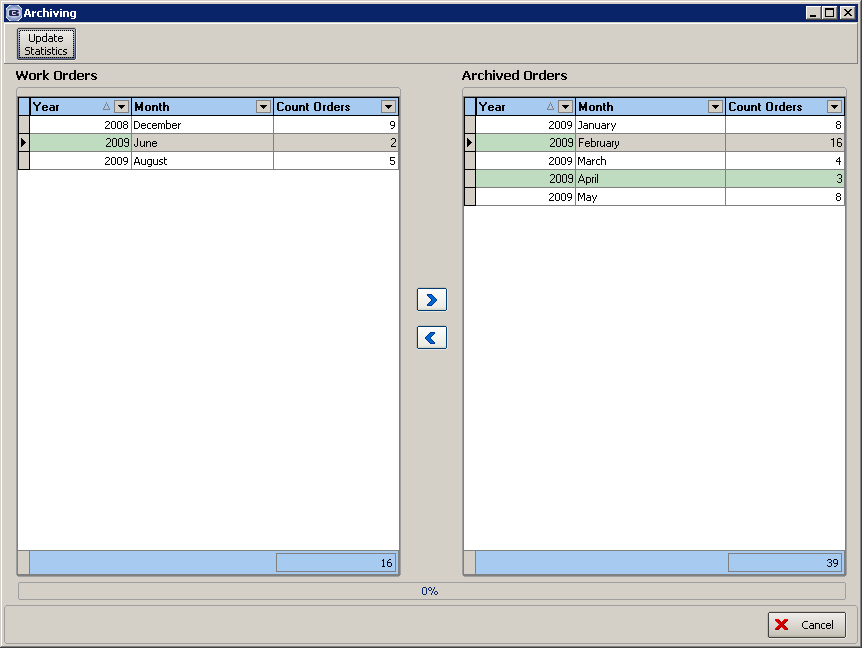 Archiving
Update
Statistics
Work Orders
Year Month Count Orders
2008 December 9
2009 June 2
2009 August 5
16
Archived Orders
Year Month Count Orders
2009 January 8
2009 February 16
2009 March 4
2009 April 3
2009 May 8
39
0%
Cancel